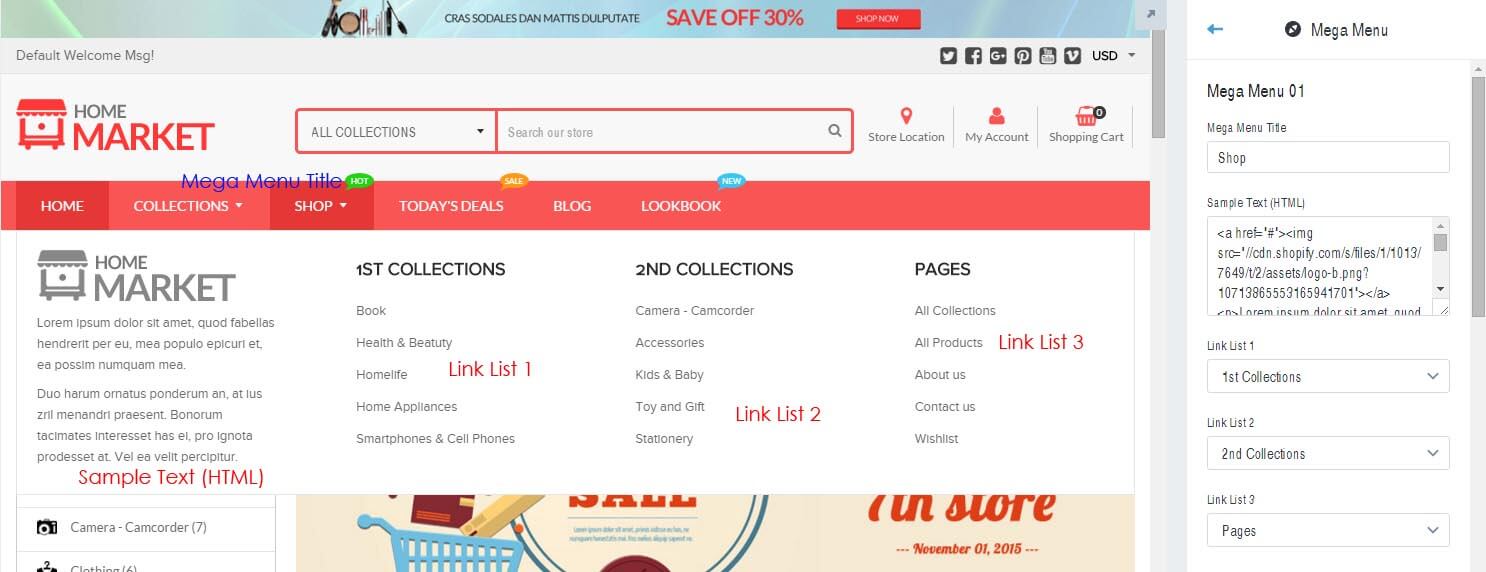 CRAS SODALES DAN MATTIS DULPUTATE SAVE OFF 30% SHOP NOW
Default Welcome Msg!
USD
HOME
MARKET
ALL COLLECTIONS
Search our store
Store Location
My Account
0
Shopping Cart
Mega Menu Title
HOT
SALE
NEW
HOME
COLLECTIONS
SHOP
TODAY'S DEALS
BLOG
LOOKBOOK
HOME
MARKET
Lorem ipsum dolor sit amet, quod fabellas
hendrerit per eu, mea populo epicuri et,
ea possim numquam mea.
Duo harum ornatus ponderum an, at ius
zril menandri praesent. Bonorum
tacimates interesset has ei, pro ignota
prodesset at. Vel ea velit percipitur.
Sample Text (HTML)
1ST COLLECTIONS
Book
Health & Beatuty
Homelife
Home Appliances
Smartphones & Cell Phones
Link List 1
2ND COLLECTIONS
Camera - Camcorder
Accessories
Kids & Baby
Toy and Gift
Stationery
Link List 2
PAGES
All Collections
All Products
About us
Contact us
Wishlist
Link List 3
Camera - Camcorder (7)
Clothing (6)
SALE
Lorem ipsum dolor sit amet, primis
7th store
--- November 01, 2015 ---
Mega Menu
Mega Menu 01
Mega Menu Title
Shop
Sample Text (HTML)
<a href="#"><img
src="//cdn.shopify.com/s/files/1/1013/
7649/t/2/assets/logo-b.png?
10713865553165941701"></a>
<p>Lorem ipsum dolor sit amet, quod
Link List 1
1st Collections
Link List 2
2nd Collections
Link List 3
Pages